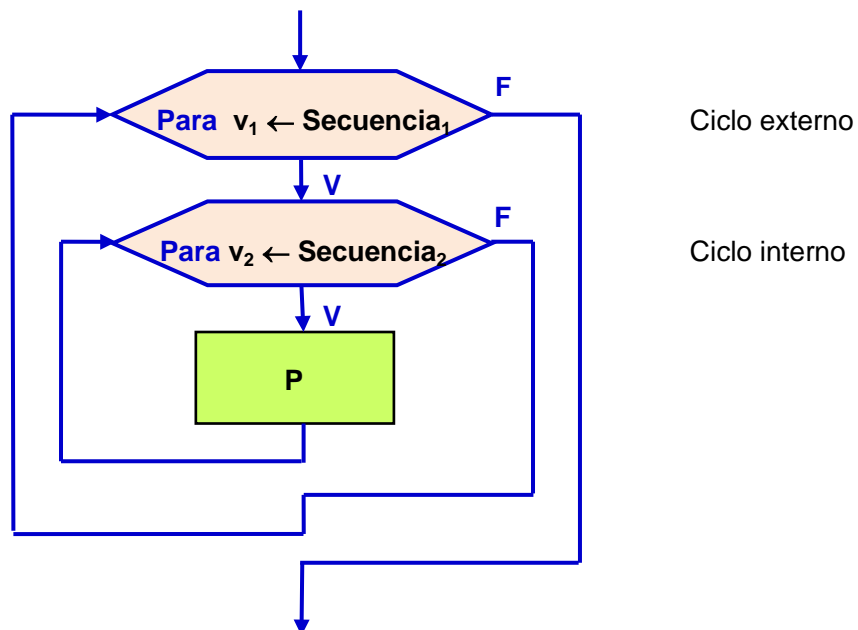 F
Para v₁ ← Secuencia₁ Ciclo externo
V
F
Para v₂ ← Secuencia₂ Ciclo interno
V
P